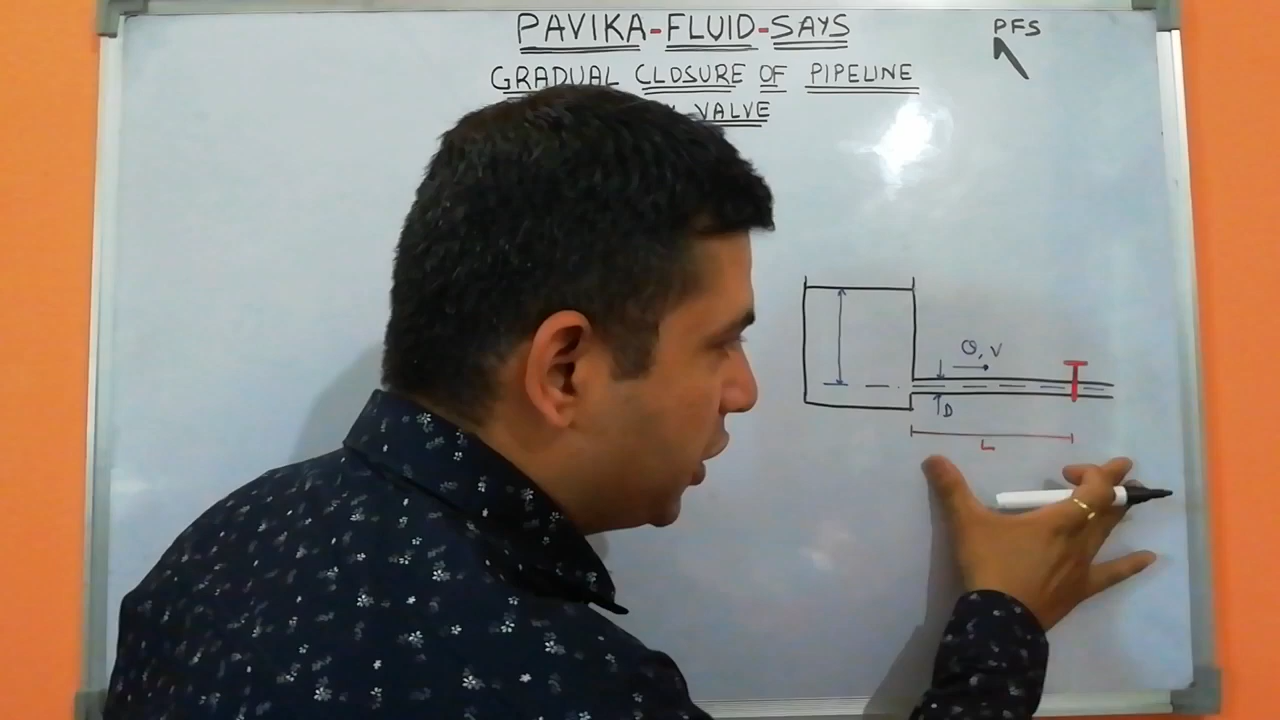 PAVIKA-FLUID-SAYS
PFS
GRADUAL CLOSURE OF PIPELINE
VALVE
Q, V
D
L